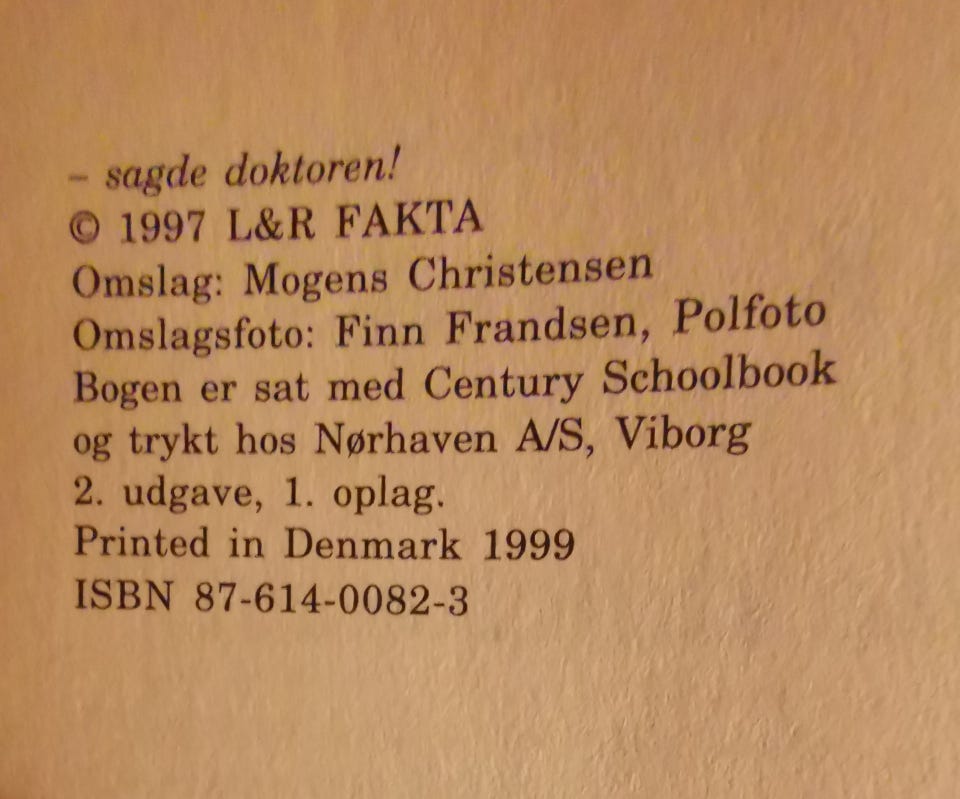 – sagde doktoren!
© 1997 L&R FAKTA
Omslag: Mogens Christensen
Omslagsfoto: Finn Frandsen, Polfoto
Bogen er sat med Century Schoolbook
og trykt hos Nørhaven A/S, Viborg
2. udgave, 1. oplag.
Printed in Denmark 1999
ISBN 87-614-0082-3